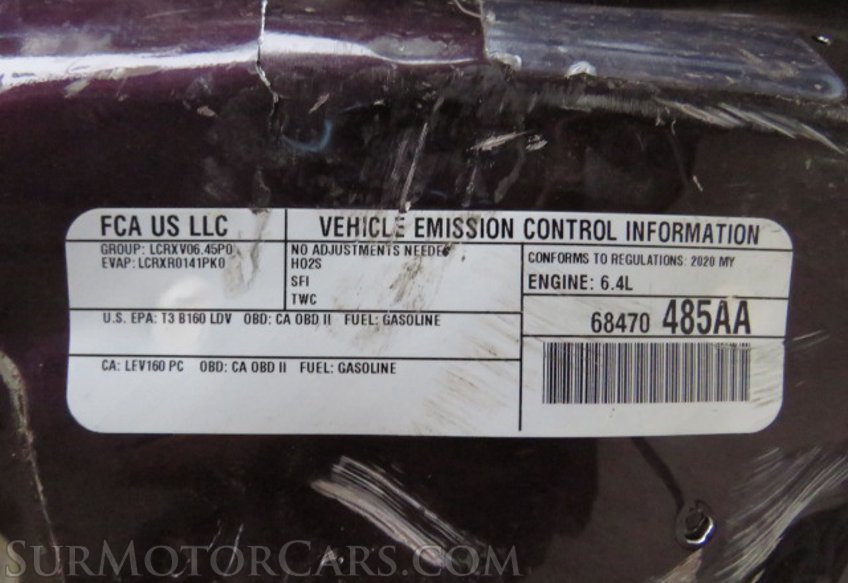 FCA US LLC
VEHICLE EMISSION CONTROL INFORMATION
GROUP: LCRXV06.45P0
EVAP: LCRXR0141PK0
NO ADJUSTMENTS NEEDED
HO2S
SFI
TWC
CONFORMS TO REGULATIONS: 2020 MY
ENGINE: 6.4L
U.S. EPA: T3 B160 LDV OBD: CA OBD II FUEL: GASOLINE
68470 485AA
CA: LEV160 PC OBD: CA OBD II FUEL: GASOLINE
SURMOTORCARS.COM